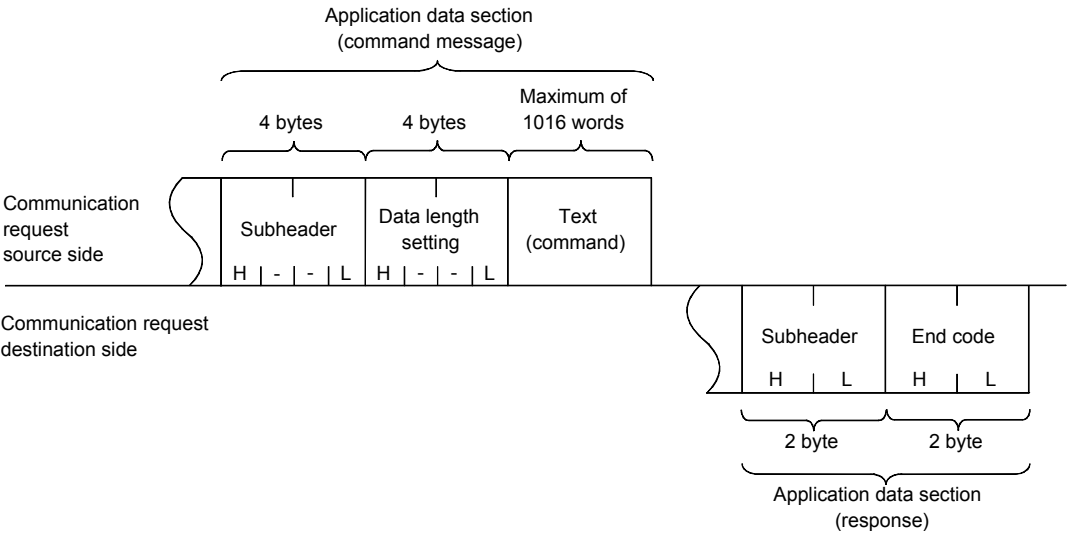 Application data section
(command message)
Maximum of
1016 words
4 bytes
4 bytes
Communication
request
source side
Subheader
Data length
setting
Text
(command)
H | - | - | L
H | - | - | L
Communication request
destination side
Subheader
End code
H | L
H | L
2 byte
2 byte
Application data section
(response)